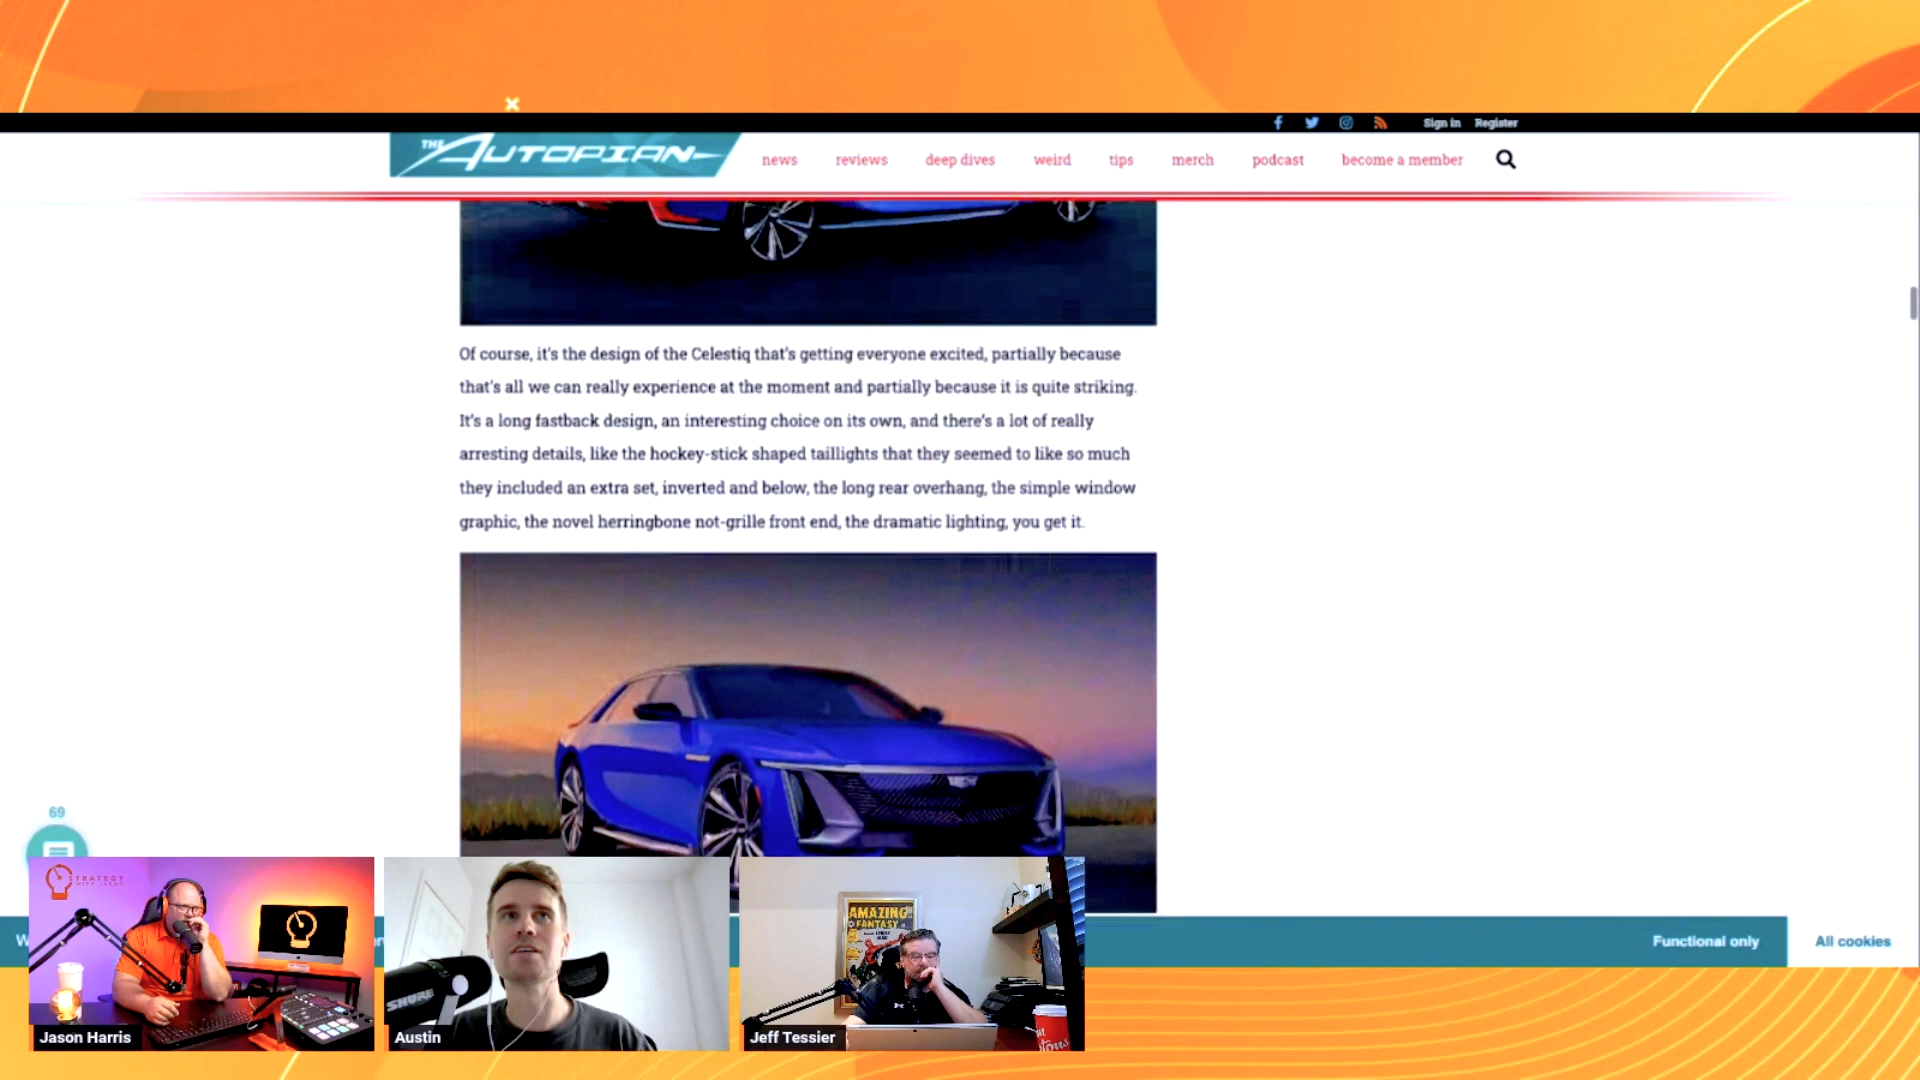 Sign in Register
THE AUTOPIAN
news reviews deep dives weird tips merch podcast become a member
Of course, it's the design of the Celestiq that's getting everyone excited, partially because
that's all we can really experience at the moment and partially because it is quite striking.
It's a long fastback design, an interesting choice on its own, and there's a lot of really
arresting details, like the hockey-stick shaped taillights that they seemed to like so much
they included an extra set, inverted and below, the long rear overhang, the simple window
graphic, the novel herringbone not-grille front end, the dramatic lighting, you get it.
69
Functional only
All cookies
STRATEGY
AMAZING
FANTASY
SHURE
Jason Harris
Austin
Jeff Tessier